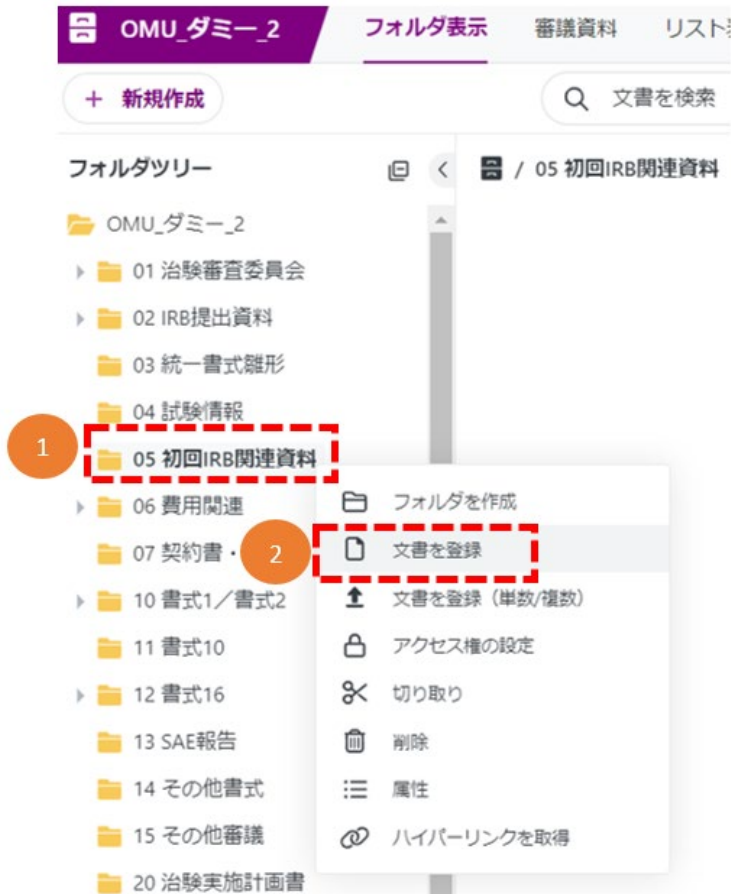 OMU_ダミー_2 フォルダ表示 審議資料 リスト
+ 新規作成 文書を検索
フォルダツリー / 05 初回IRB関連資料
OMU_ダミー_2
01 治験審査委員会
02 IRB提出資料
03 統一書式雛形
04 試験情報
1
05 初回IRB関連資料
06 費用関連 フォルダを作成
07 契約書・ 2 文書を登録
10 書式1／書式2 文書を登録（単数/複数）
11 書式10 アクセス権の設定
12 書式16 切り取り
13 SAE報告 削除
14 その他書式 属性
15 その他審議 ハイパーリンクを取得
20 治験実施計画書